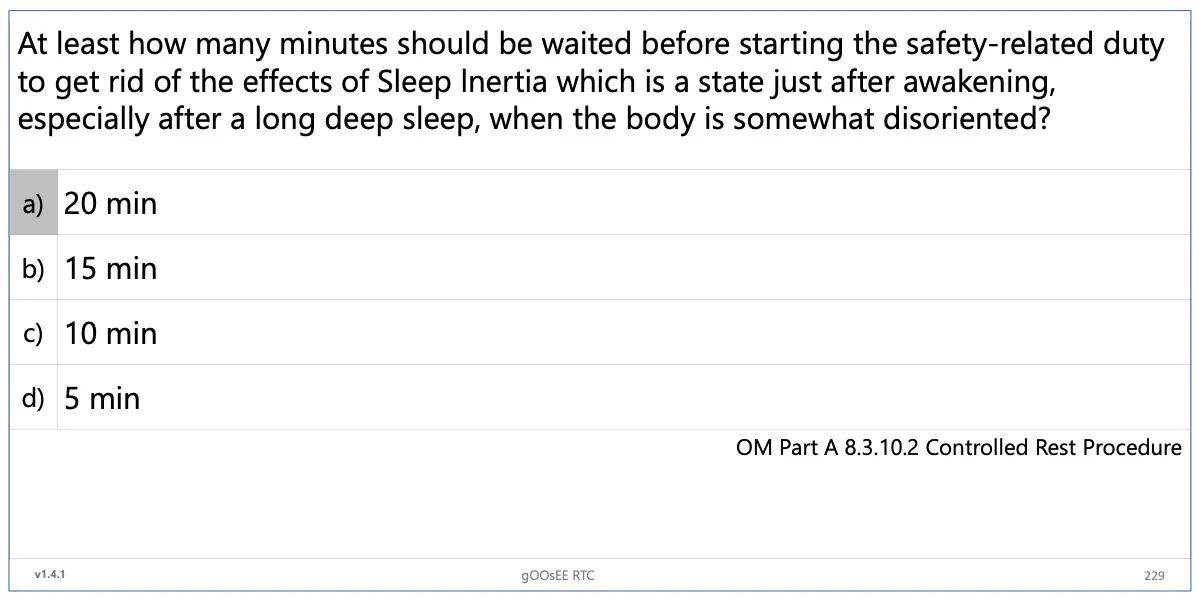 At least how many minutes should be waited before starting the safety-related duty
to get rid of the effects of Sleep Inertia which is a state just after awakening,
especially after a long deep sleep, when the body is somewhat disoriented?
a) 20 min
b) 15 min
c) 10 min
d) 5 min
OM Part A 8.3.10.2 Controlled Rest Procedure
v1.4.1 gOOsEE RTC 229